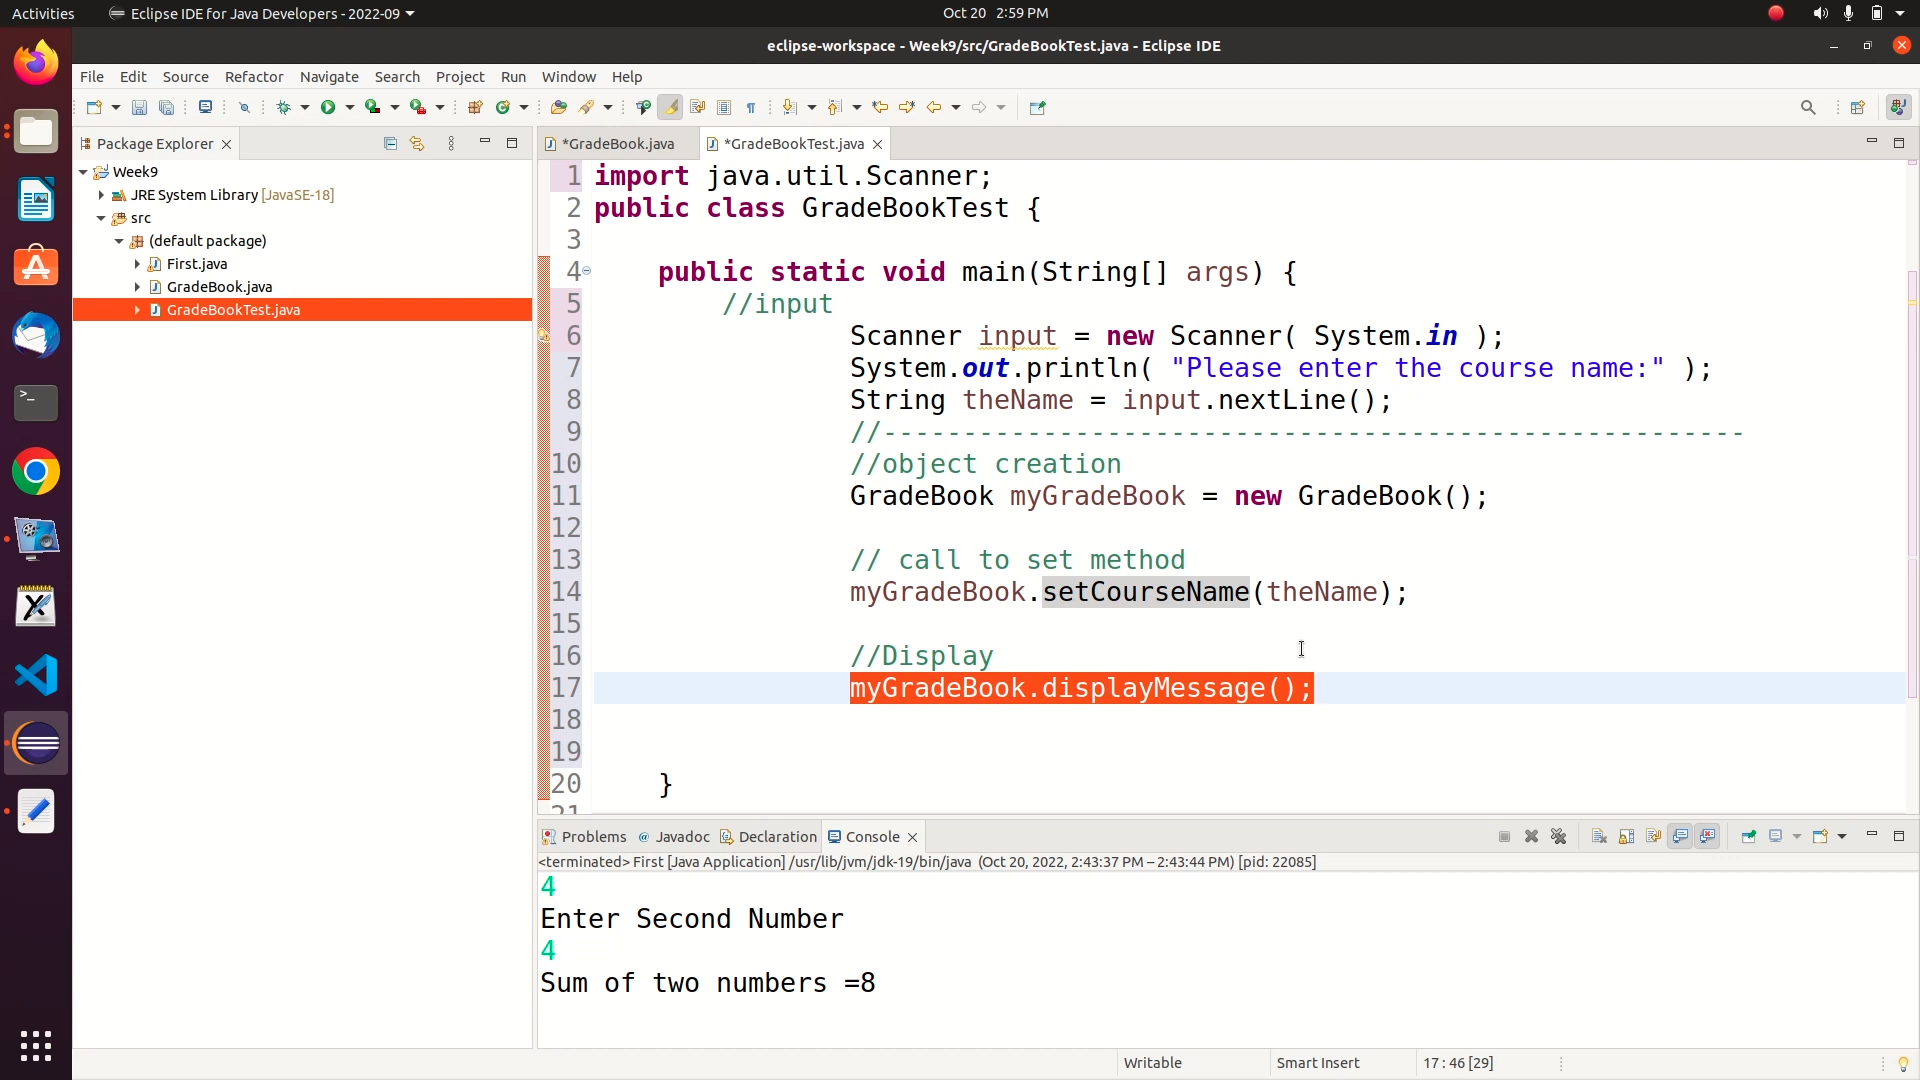 Activities Eclipse IDE for Java Developers - 2022-09 Oct 20 2:59 PM
eclipse-workspace - Week9/src/GradeBookTest.java - Eclipse IDE
File Edit Source Refactor Navigate Search Project Run Window Help
Package Explorer *GradeBook.java *GradeBookTest.java
Week9
JRE System Library [JavaSE-18]
src
(default package)
First.java
GradeBook.java
GradeBookTest.java
1 import java.util.Scanner;
2 public class GradeBookTest {
3
4 public static void main(String[] args) {
5 //input
6 Scanner input = new Scanner( System.in );
7 System.out.println( "Please enter the course name:" );
8 String theName = input.nextLine();
9 //------------------------------------------------------
10 //object creation
11 GradeBook myGradeBook = new GradeBook();
12
13 // call to set method
14 myGradeBook.setCourseName(theName);
15
16 //Display
17 myGradeBook.displayMessage();
18
19
20 }
21
Problems Javadoc Declaration Console
<terminated> First [Java Application] /usr/lib/jvm/jdk-19/bin/java (Oct 20, 2022, 2:43:37 PM – 2:43:44 PM) [pid: 22085]
4
Enter Second Number
4
Sum of two numbers =8
Writable Smart Insert 17 : 46 [29]